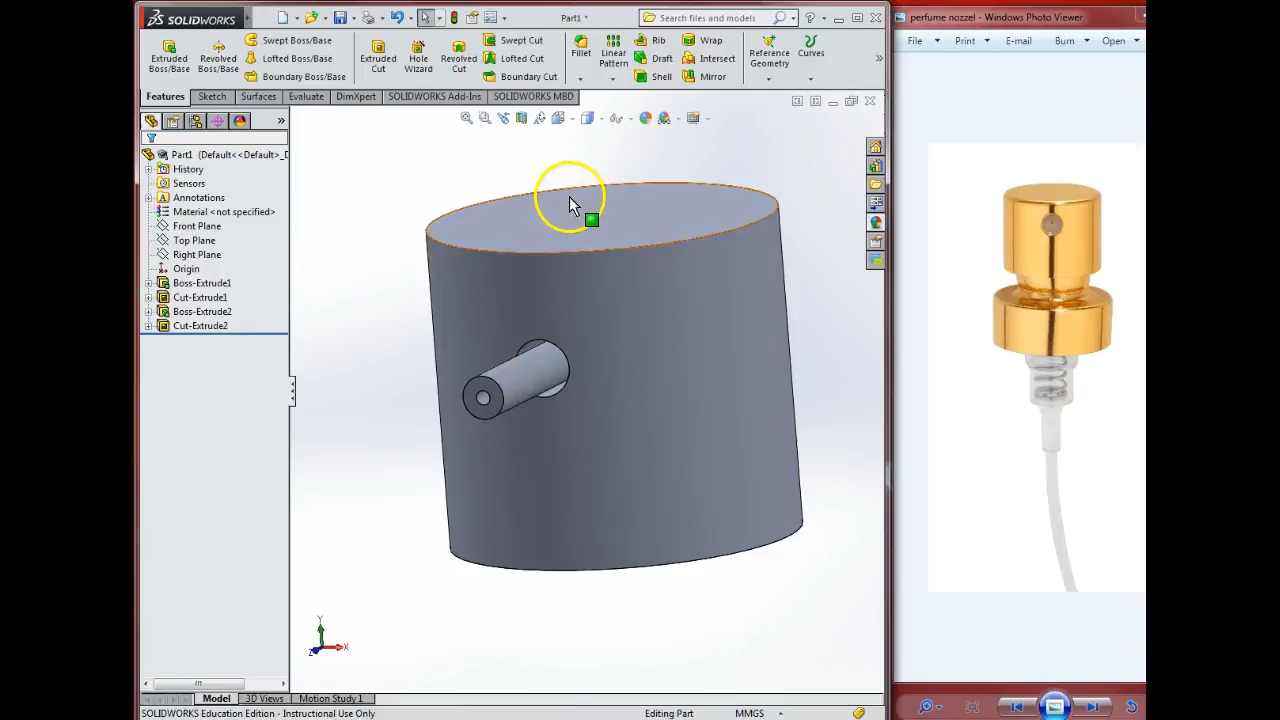 SOLIDWORKS
Part1 *
Search files and models
perfume nozzel - Windows Photo Viewer
File
Print
E-mail
Burn
Open
Extruded
Boss/Base
Revolved
Boss/Base
Swept Boss/Base
Lofted Boss/Base
Boundary Boss/Base
Extruded
Cut
Hole
Wizard
Revolved
Cut
Swept Cut
Lofted Cut
Boundary Cut
Fillet
Linear
Pattern
Rib
Draft
Shell
Wrap
Intersect
Mirror
Reference
Geometry
Curves
Features
Sketch
Surfaces
Evaluate
DimXpert
SOLIDWORKS Add-Ins
SOLIDWORKS MBD
Part1 (Default<<Default>_D
History
Sensors
Annotations
Material <not specified>
Front Plane
Top Plane
Right Plane
Origin
Boss-Extrude1
Cut-Extrude1
Boss-Extrude2
Cut-Extrude2
Y
X
Z
Model
3D Views
Motion Study 1
SOLIDWORKS Education Edition - Instructional Use Only
Editing Part
MMGS